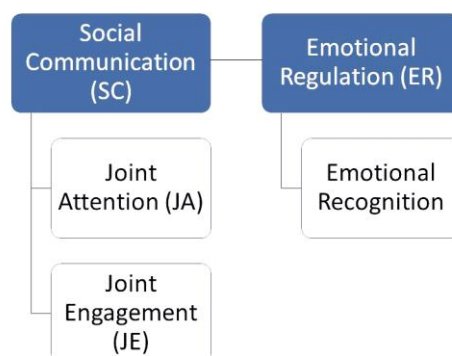 Social
Communication
(SC)
Emotional
Regulation (ER)
Joint
Attention (JA)
Emotional
Recognition
Joint
Engagement
(JE)